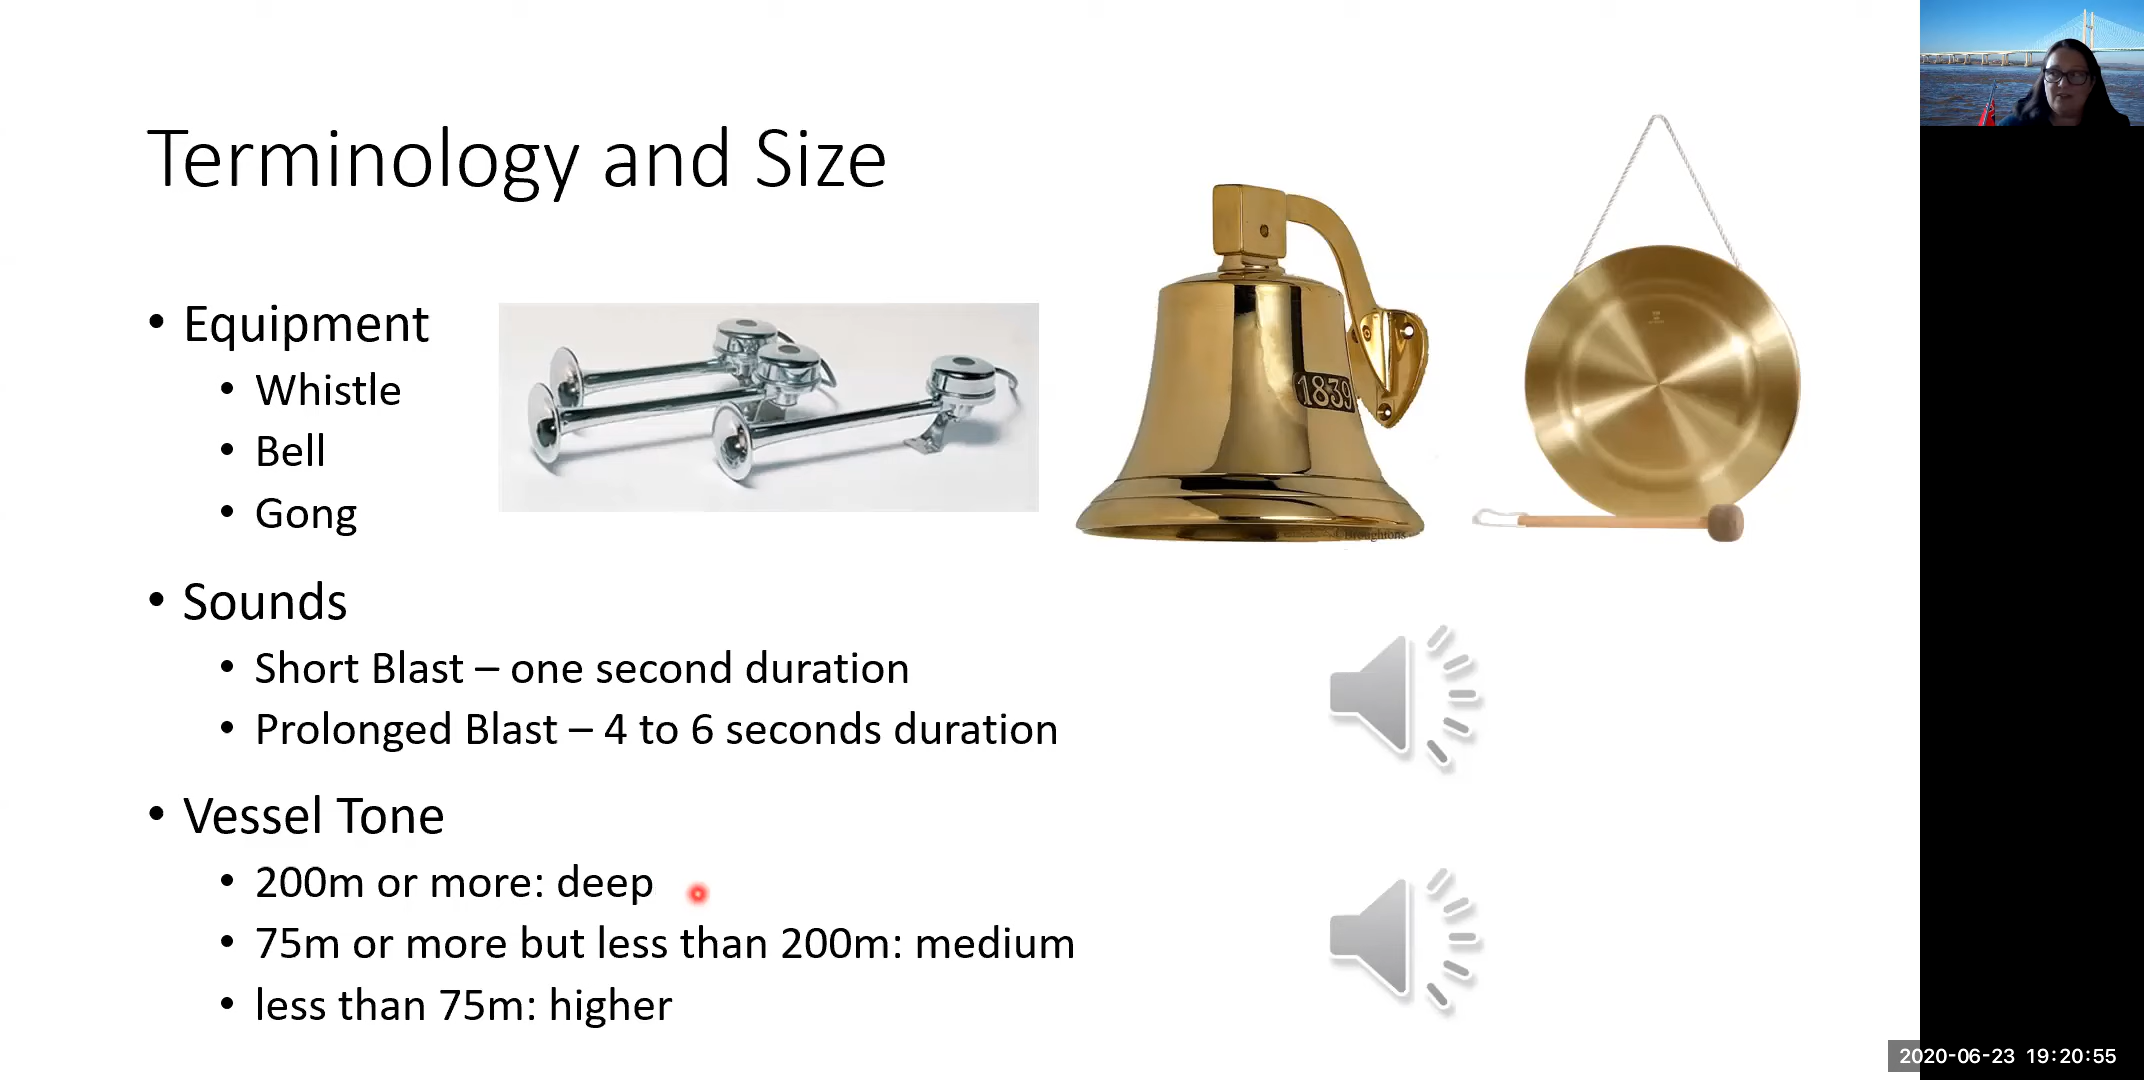 Terminology and Size
• Equipment
• Whistle
• Bell
• Gong
1839
©Broughtons
• Sounds
• Short Blast – one second duration
• Prolonged Blast – 4 to 6 seconds duration
• Vessel Tone
• 200m or more: deep
• 75m or more but less than 200m: medium
• less than 75m: higher
2020-06-23 19:20:55